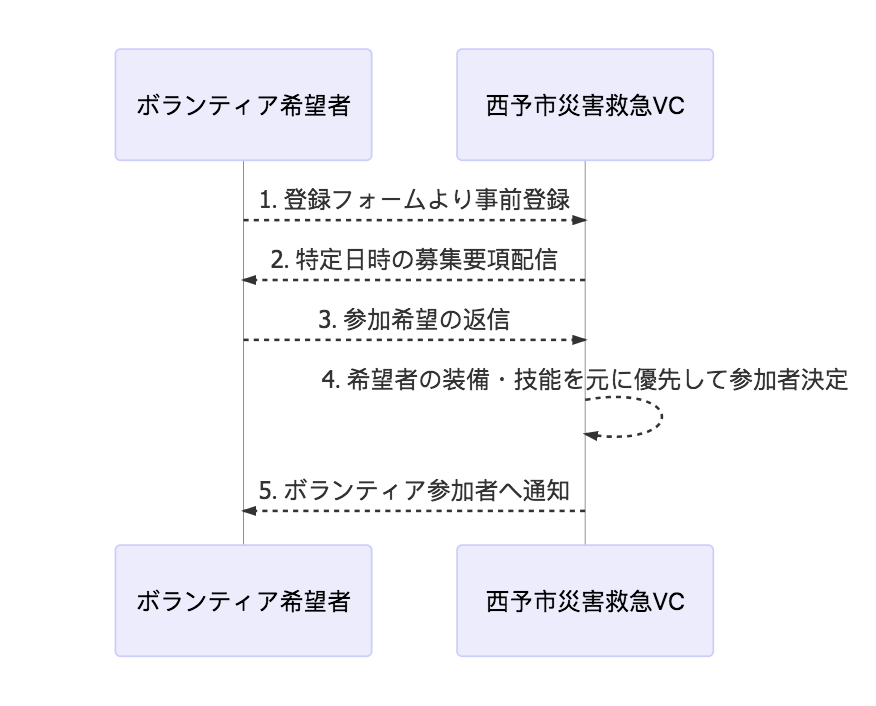 ボランティア希望者
西予市災害救急VC
1. 登録フォームより事前登録
2. 特定日時の募集要項配信
3. 参加希望の返信
4. 希望者の装備・技能を元に優先して参加者決定
5. ボランティア参加者へ通知
ボランティア希望者
西予市災害救急VC